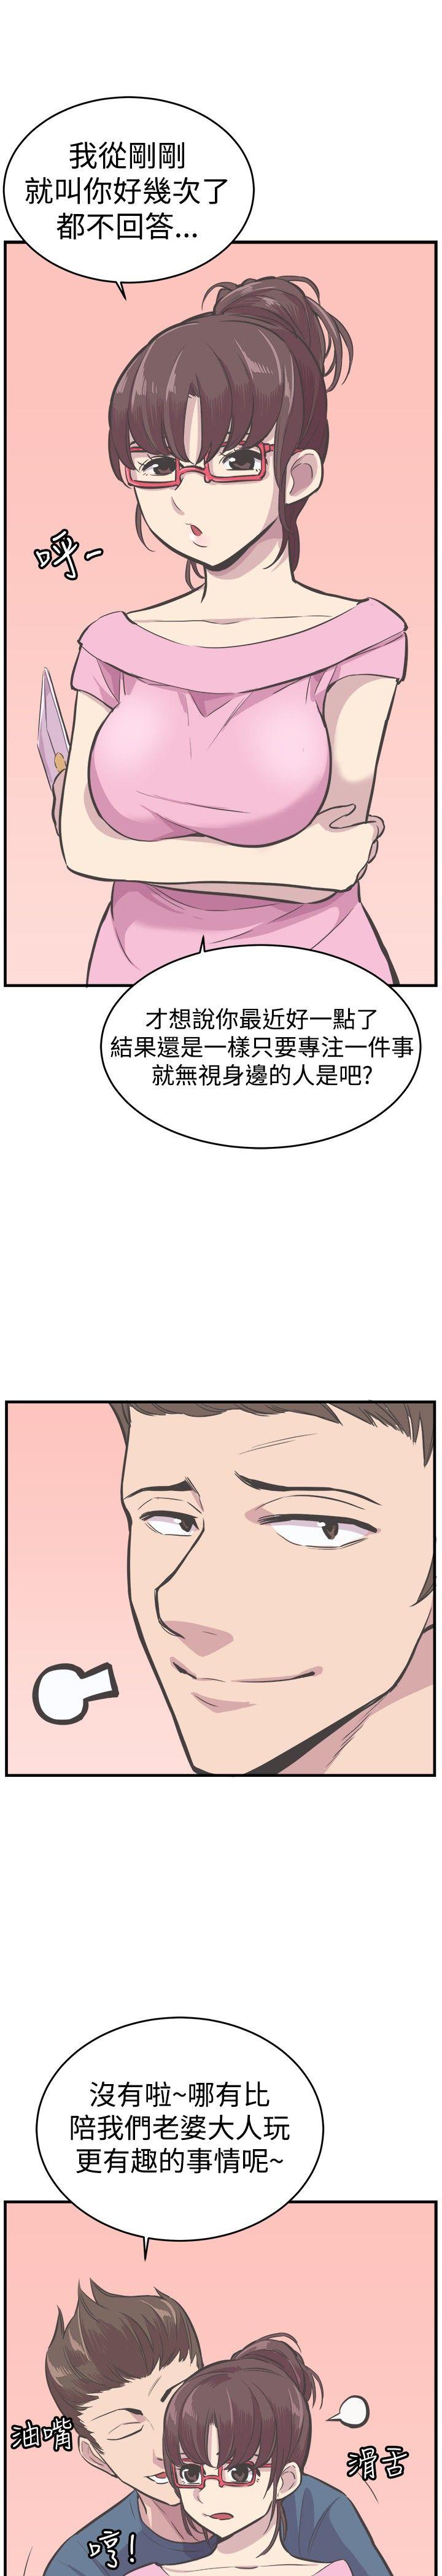 我從剛剛
就叫你好幾次了
都不回答...
呼~
才想說你最近好一點了
結果還是一樣只要專注一件事
就無視身邊的人是吧?
沒有啦~哪有比
陪我們老婆大人玩
更有趣的事情呢~
油嘴
滑舌
哼!